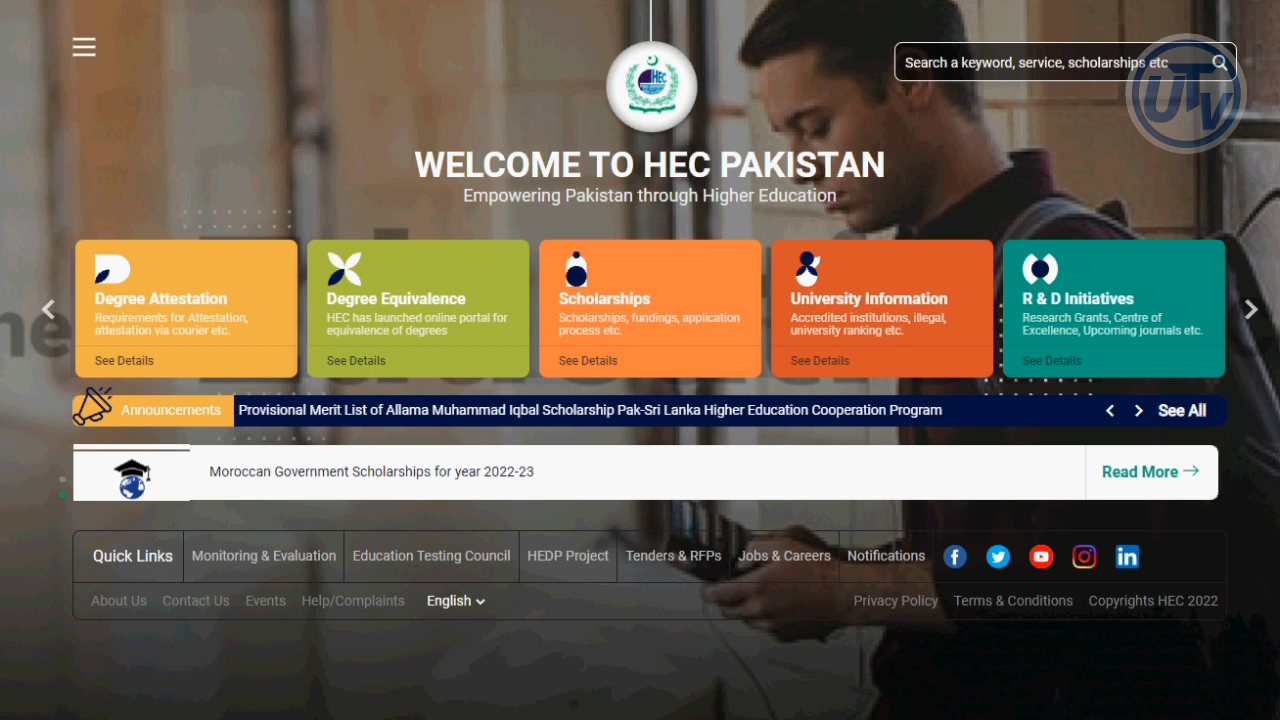 HEC
Search a keyword, service, scholarships etc
UTV
WELCOME TO HEC PAKISTAN
Empowering Pakistan through Higher Education
Degree Attestation
Requirements for Attestation,
attestation via courier etc.
See Details
Degree Equivalence
HEC has launched online portal for
equivalence of degrees
See Details
Scholarships
Scholarships, fundings, application
process etc.
See Details
University Information
Accredited institutions, illegal,
university ranking etc.
See Details
R & D Initiatives
Research Grants, Centre of
Excellence, Upcoming journals etc.
See Details
Announcements Provisional Merit List of Allama Muhammad Iqbal Scholarship Pak-Sri Lanka Higher Education Cooperation Program See All
Moroccan Government Scholarships for year 2022-23 Read More
Quick Links Monitoring & Evaluation Education Testing Council HEDP Project Tenders & RFPs Jobs & Careers Notifications
About Us Contact Us Events Help/Complaints English Privacy Policy Terms & Conditions Copyrights HEC 2022